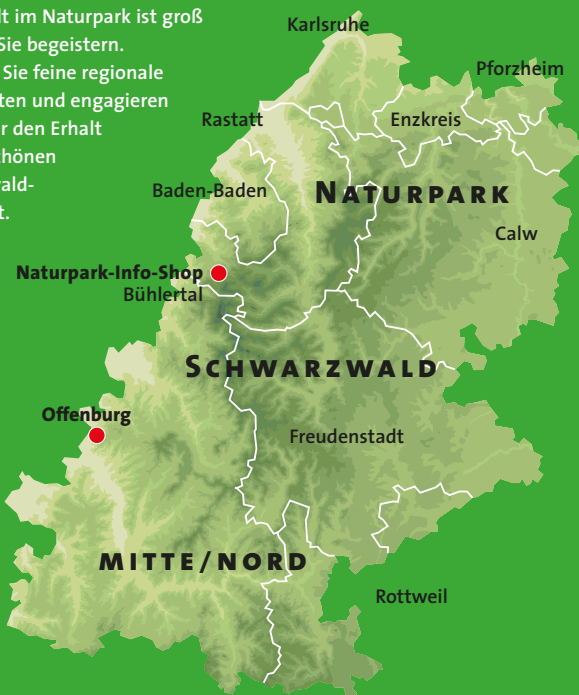 lt im Naturpark ist groß
Sie begeistern.
Sie feine regionale
ten und engagieren
r den Erhalt
chönen
ald-
t.
Karlsruhe
Pforzheim
Rastatt
Enzkreis
Baden-Baden
NATURPARK
Calw
Naturpark-Info-Shop
Bühlertal
SCHWARZWALD
Offenburg
Freudenstadt
MITTE/NORD
Rottweil